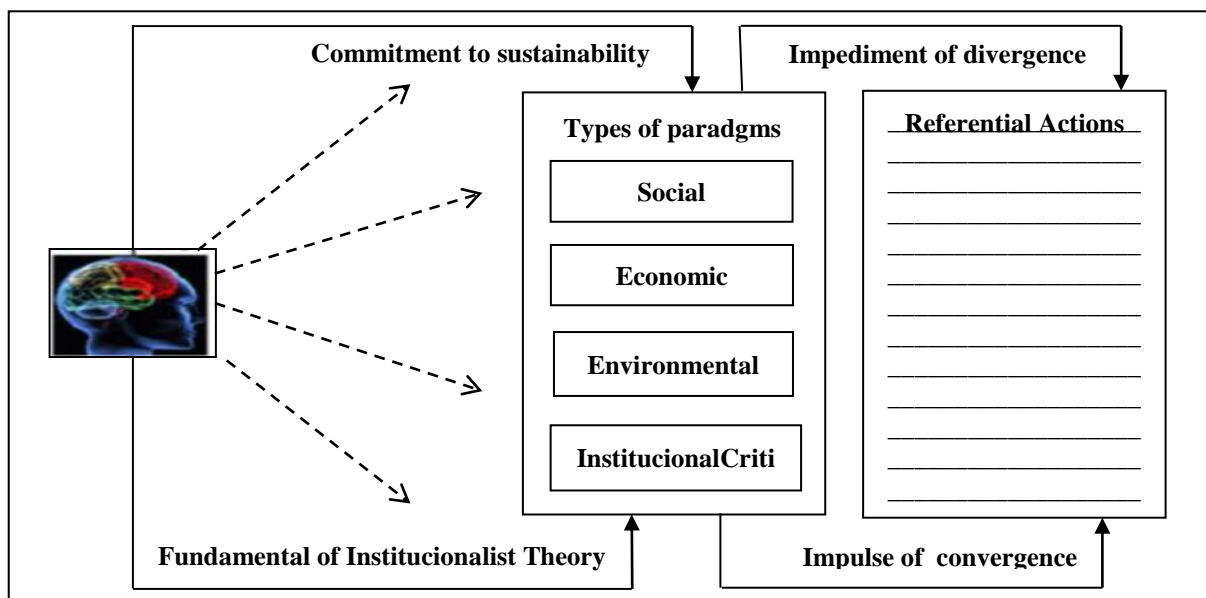 Commitment to sustainability
Impediment of divergence
Types of paradgms
Social
Economic
Environmental
InstitucionalCriti
Referential Actions
Fundamental of Institucionalist Theory
Impulse of convergence